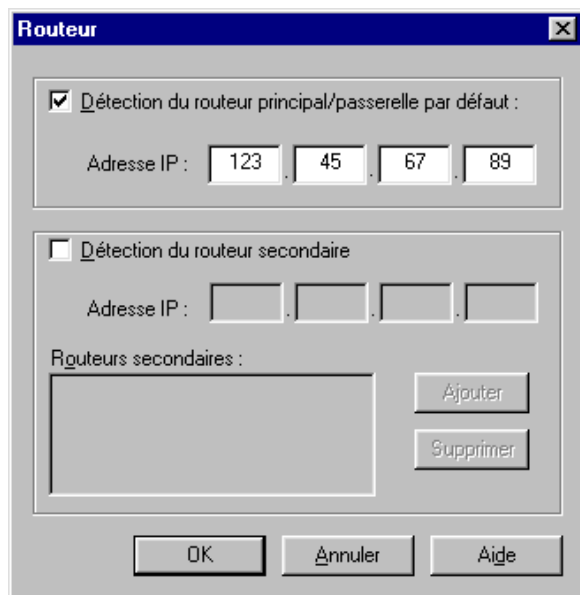 Routeur
Détection du routeur principal/passerelle par défaut :
Adresse IP : 123 . 45 . 67 . 89
Détection du routeur secondaire
Adresse IP : . . .
Routeurs secondaires :
Ajouter
Supprimer
OK Annuler Aide